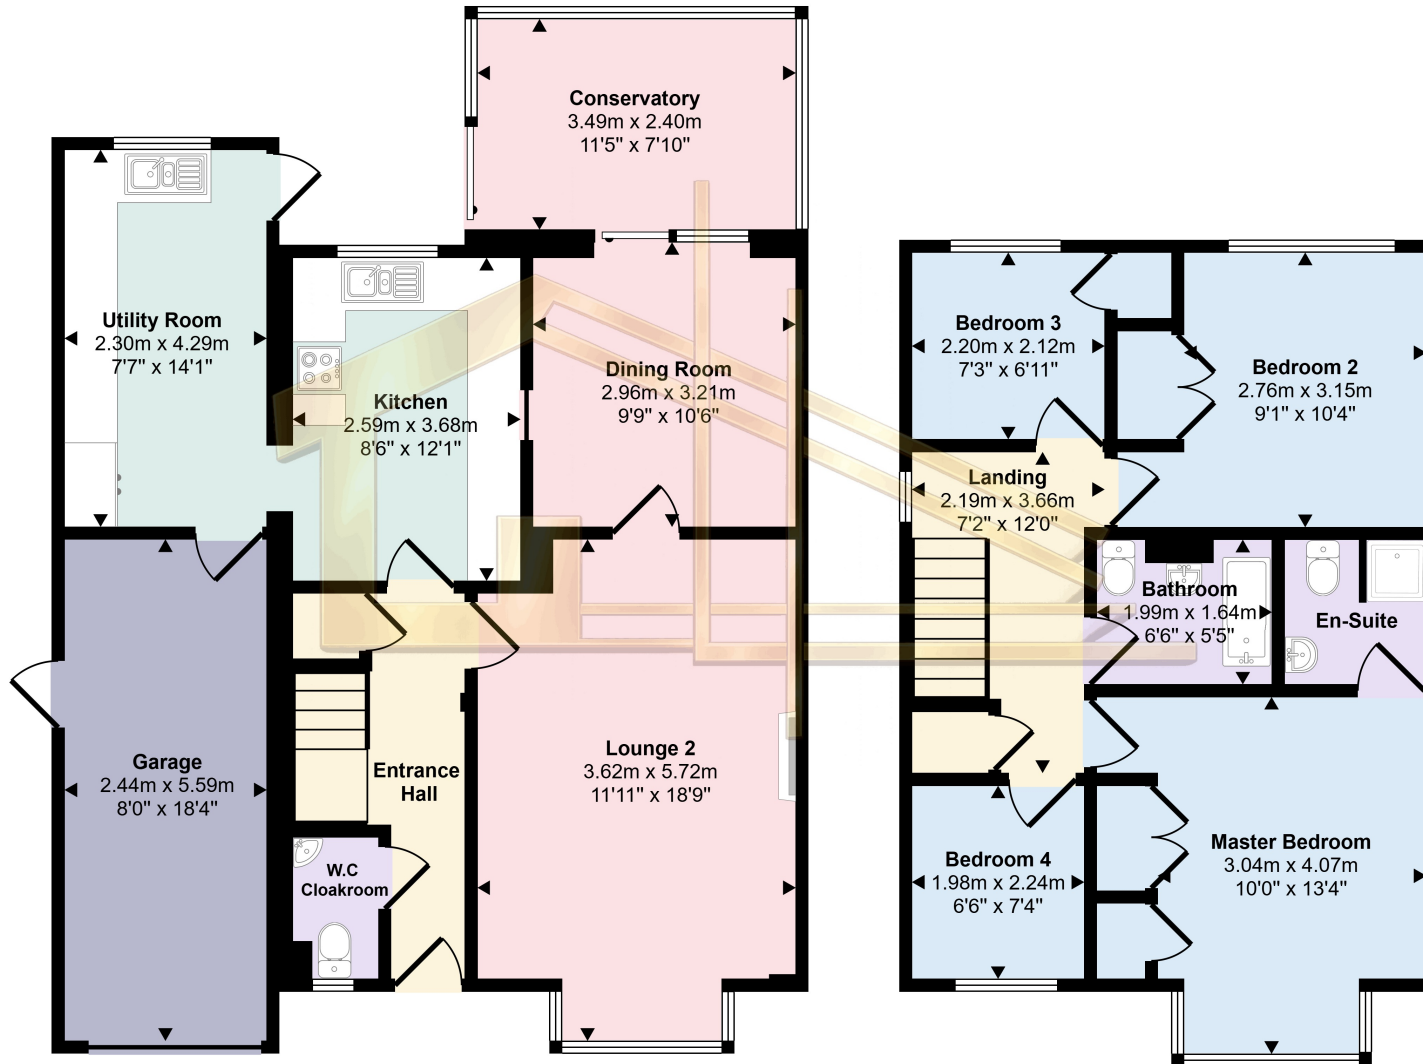 Conservatory
3.49m x 2.40m
11'5" x 7'10"
Utility Room
2.30m x 4.29m
7'7" x 14'1"
Kitchen
2.59m x 3.68m
8'6" x 12'1"
Dining Room
2.96m x 3.21m
9'9" x 10'6"
Garage
2.44m x 5.59m
8'0" x 18'4"
Entrance
Hall
Lounge 2
3.62m x 5.72m
11'11" x 18'9"
W.C
Cloakroom
Bedroom 3
2.20m x 2.12m
7'3" x 6'11"
Bedroom 2
2.76m x 3.15m
9'1" x 10'4"
Landing
2.19m x 3.66m
7'2" x 12'0"
Bathroom
1.99m x 1.64m
6'6" x 5'5"
En-Suite
Master Bedroom
3.04m x 4.07m
10'0" x 13'4"
Bedroom 4
1.98m x 2.24m
6'6" x 7'4"